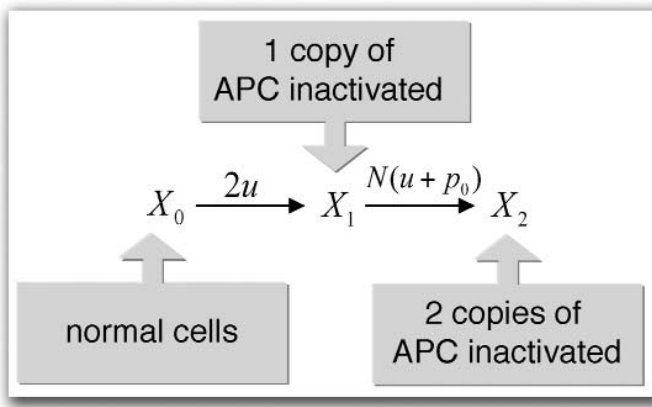 1 copy of
APC inactivated
X₀ 2u X₁ N(u + p₀) X₂
normal cells
2 copies of
APC inactivated